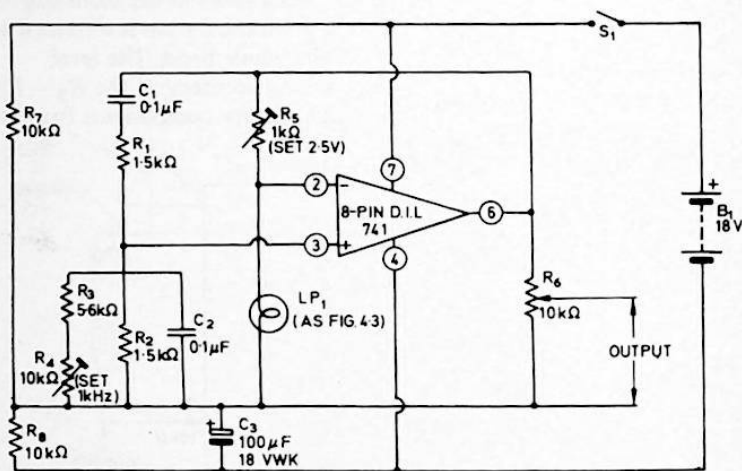 S1
C1
0·1µF
R7
10kΩ
R5
1kΩ
(SET 2·5V)
R1
1·5kΩ
7
2
−
8-PIN D.I.L
741
6
3
+
4
+
B1
18V
R3
5·6kΩ
C2
0·1µF
LP1
(AS FIG. 4·3)
R6
10kΩ
R2
1·5kΩ
R4
10kΩ
(SET
1kHz)
OUTPUT
R8
10kΩ
+
C3
100µF
18 VWK